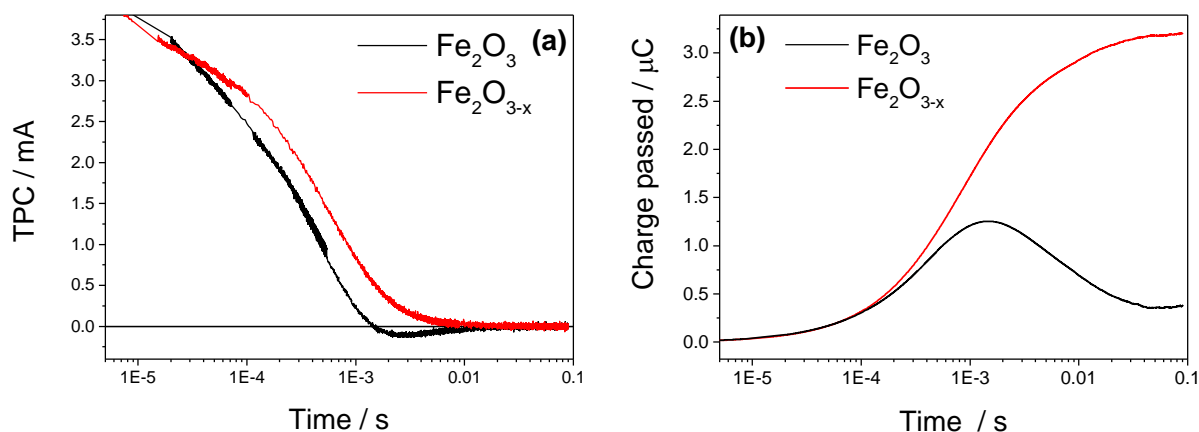 (a)
Fe₂O₃
Fe₂O₃₋ₓ
TPC / mA
3.5
3.0
2.5
2.0
1.5
1.0
0.5
0.0
1E-5 1E-4 1E-3 0.01 0.1
Time / s
(b)
Fe₂O₃
Fe₂O₃₋ₓ
Charge passed / μC
3.0
2.5
2.0
1.5
1.0
0.5
0.0
1E-5 1E-4 1E-3 0.01 0.1
Time / s